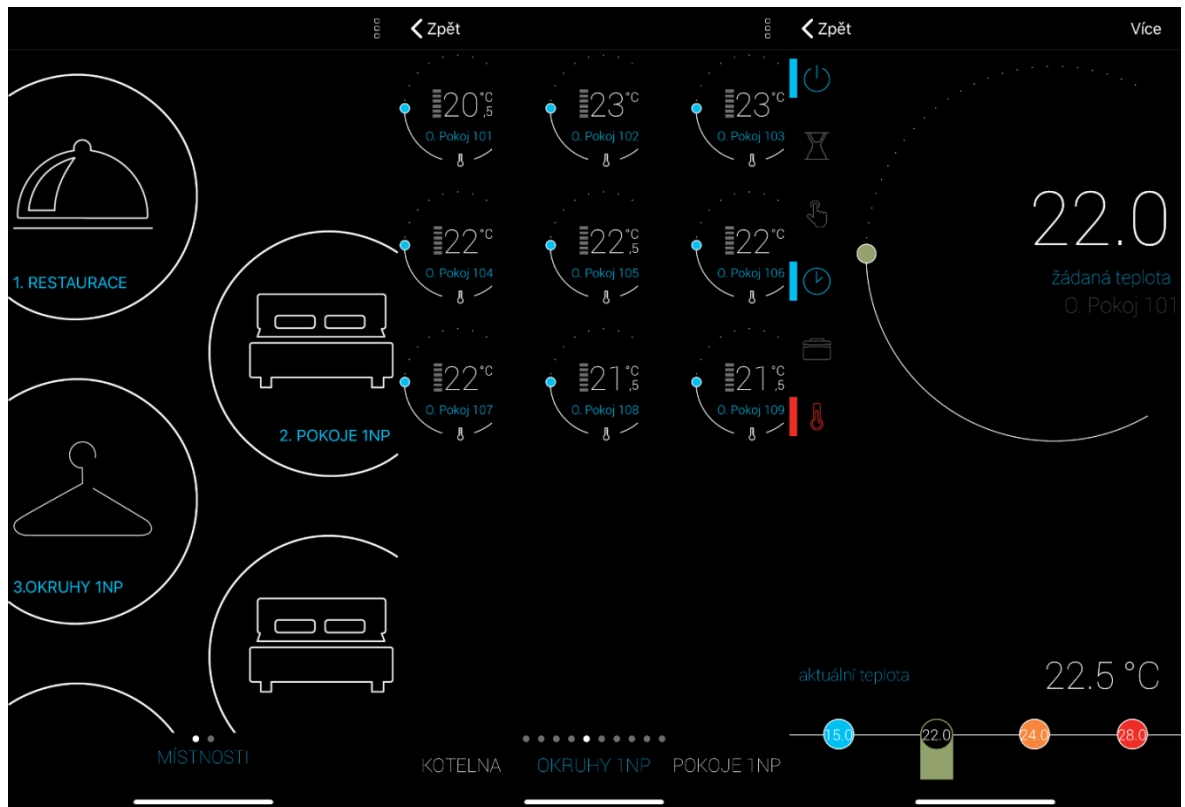 1. RESTAURACE
2. POKOJE 1NP
3.OKRUHY 1NP
MÍSTNOSTI
Zpět
20°C,5
O. Pokoj 101
23°C
O. Pokoj 102
23°C
O. Pokoj 103
22°C
O. Pokoj 104
22°C,5
O. Pokoj 105
22°C
O. Pokoj 106
22°C
O. Pokoj 107
21°C,5
O. Pokoj 108
21°C,5
O. Pokoj 109
KOTELNA OKRUHY 1NP POKOJE 1NP
Zpět Více
22.0
žádaná teplota
O. Pokoj 101
aktuální teplota 22.5 °C
15.0 22.0 24.0 28.0